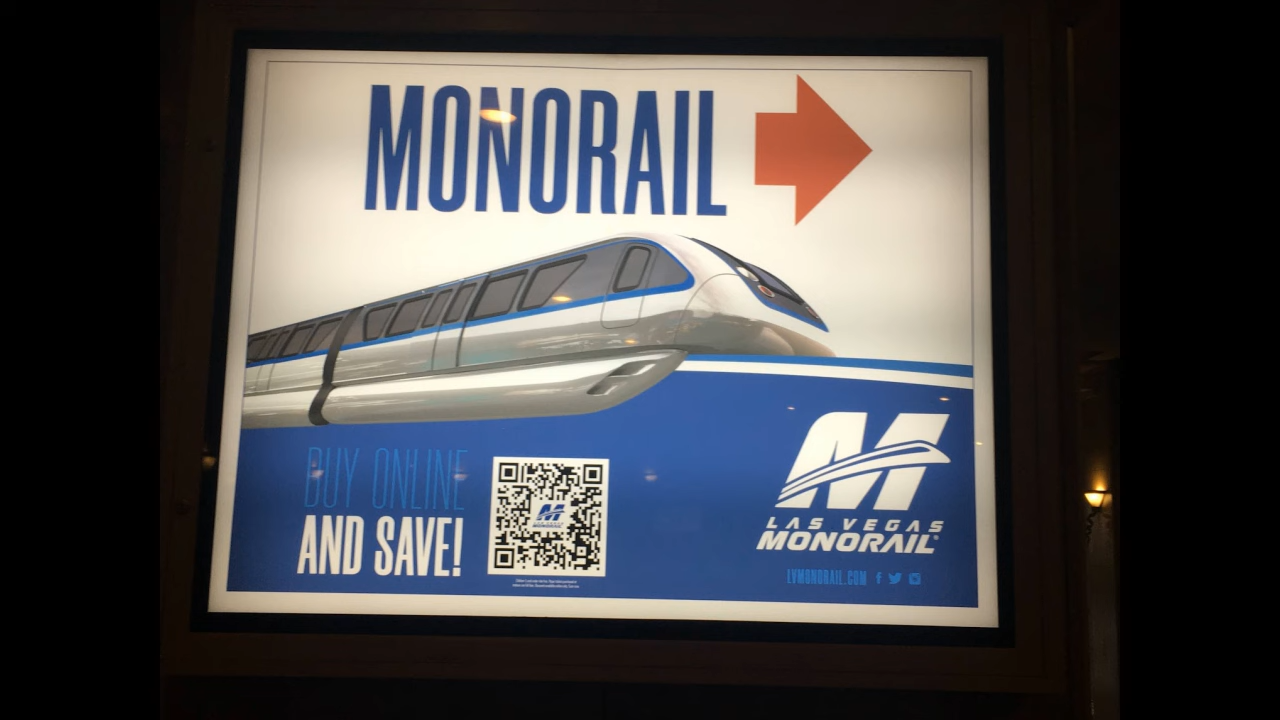 MONORAIL
BUY ONLINE
AND SAVE!
LAS VEGAS
MONORAIL®
LVMONORAIL.COM